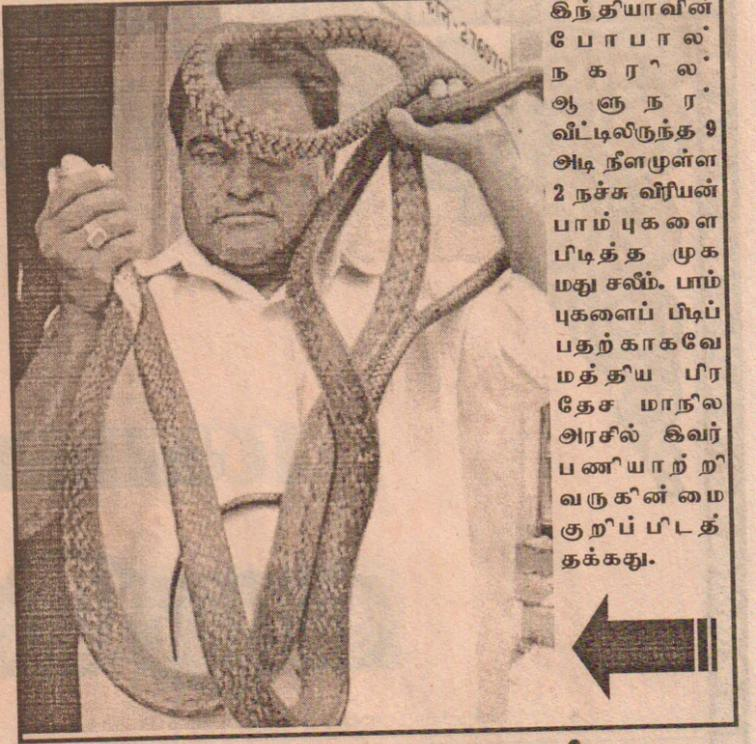 இந்தியாவின்
போபால்
நகரில்
ஆளுநர்
வீட்டிலிருந்த 9
அடி நீளமுள்ள
2 நச்சு விரியன்
பாம்புகளை
பிடித்த முக
மது சலீம். பாம்
புகளைப் பிடிப்
பதற்காகவே
மத்திய பிர
தேச மாநில
அரசில் இவர்
பணியாற்றி
வருகின்மை
குறிப்பிடத்
தக்கது.